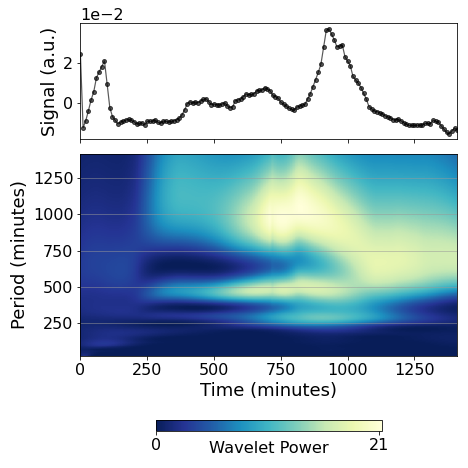 1e−2
Signal (a.u.)
2
0
Period (minutes)
1250
1000
750
500
250
0 250 500 750 1000 1250
Time (minutes)
0 21
Wavelet Power